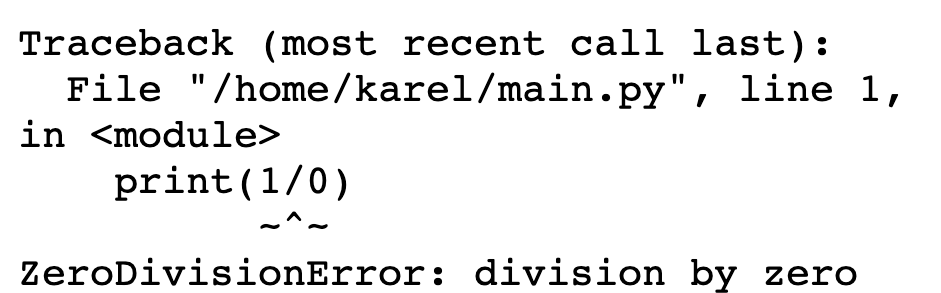 Traceback (most recent call last):
  File "/home/karel/main.py", line 1,
in <module>
    print(1/0)
          ~^~
ZeroDivisionError: division by zero